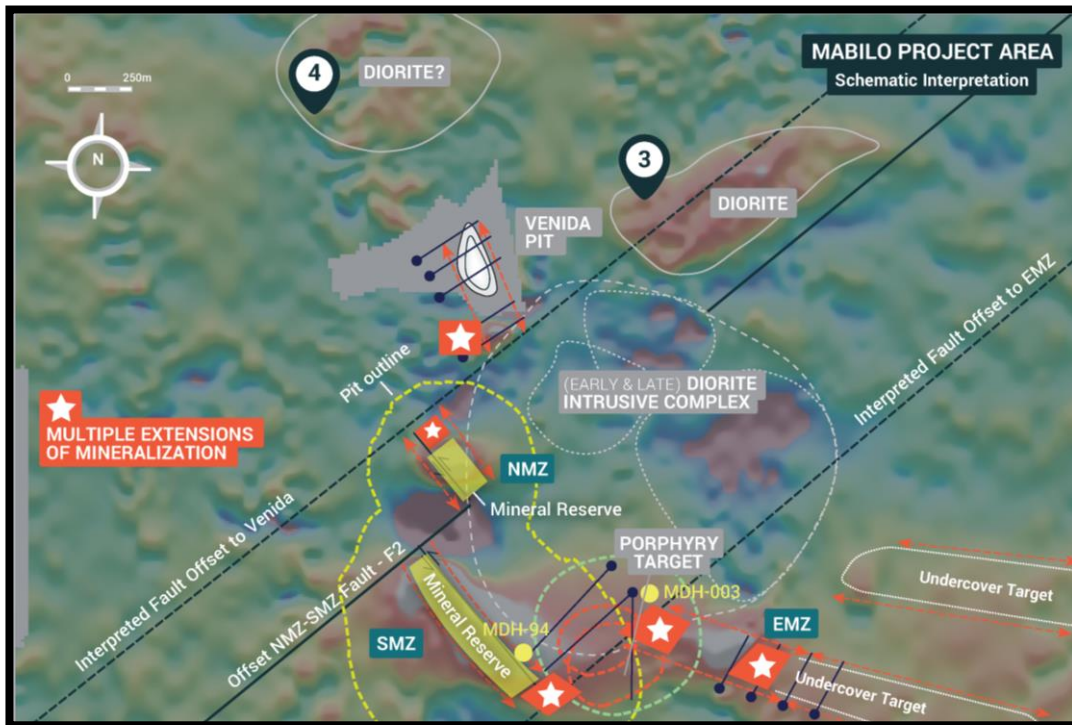 MABILO PROJECT AREA
Schematic Interpretation
0 250m
N
4
DIORITE?
3
DIORITE
VENIDA
PIT
Pit outline
(EARLY & LATE) DIORITE
INTRUSIVE COMPLEX
Interpreted Fault Offset to EMZ
MULTIPLE EXTENSIONS
OF MINERALIZATION
NMZ
Mineral Reserve
Interpreted Fault Offset to Venida
Offset NMZ-SMZ-Fault - F2
PORPHYRY
TARGET
MDH-003
Undercover Target
SMZ
Mineral Reserve
MDH-94
EMZ
Undercover Target